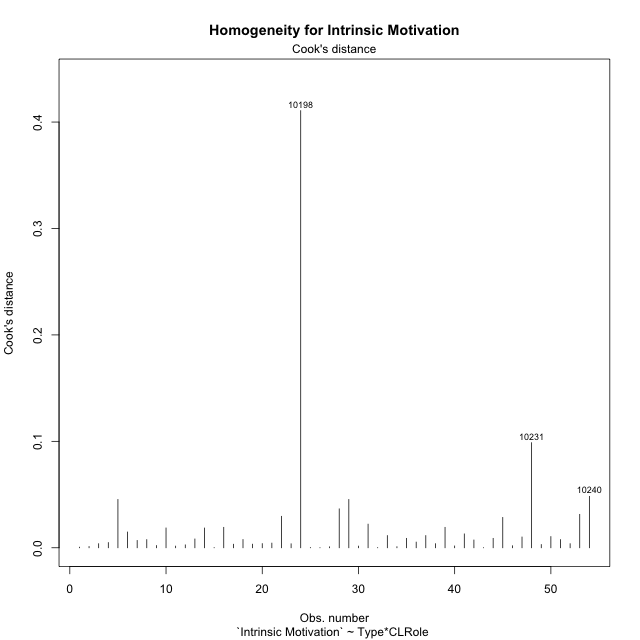 Homogeneity for Intrinsic Motivation
Cook's distance
10198
10231
10240
0.4
0.3
0.2
0.1
0.0
Cook's distance
0 10 20 30 40 50
Obs. number
`Intrinsic Motivation` ~ Type*CLRole